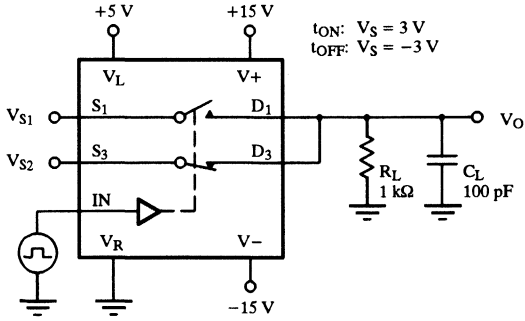 +5 V
+15 V
tON: VS = 3 V
tOFF: VS = −3 V
VL
V+
VS1
S1
D1
VO
VS2
S3
D3
IN
RL
1 kΩ
CL
100 pF
VR
V−
−15 V